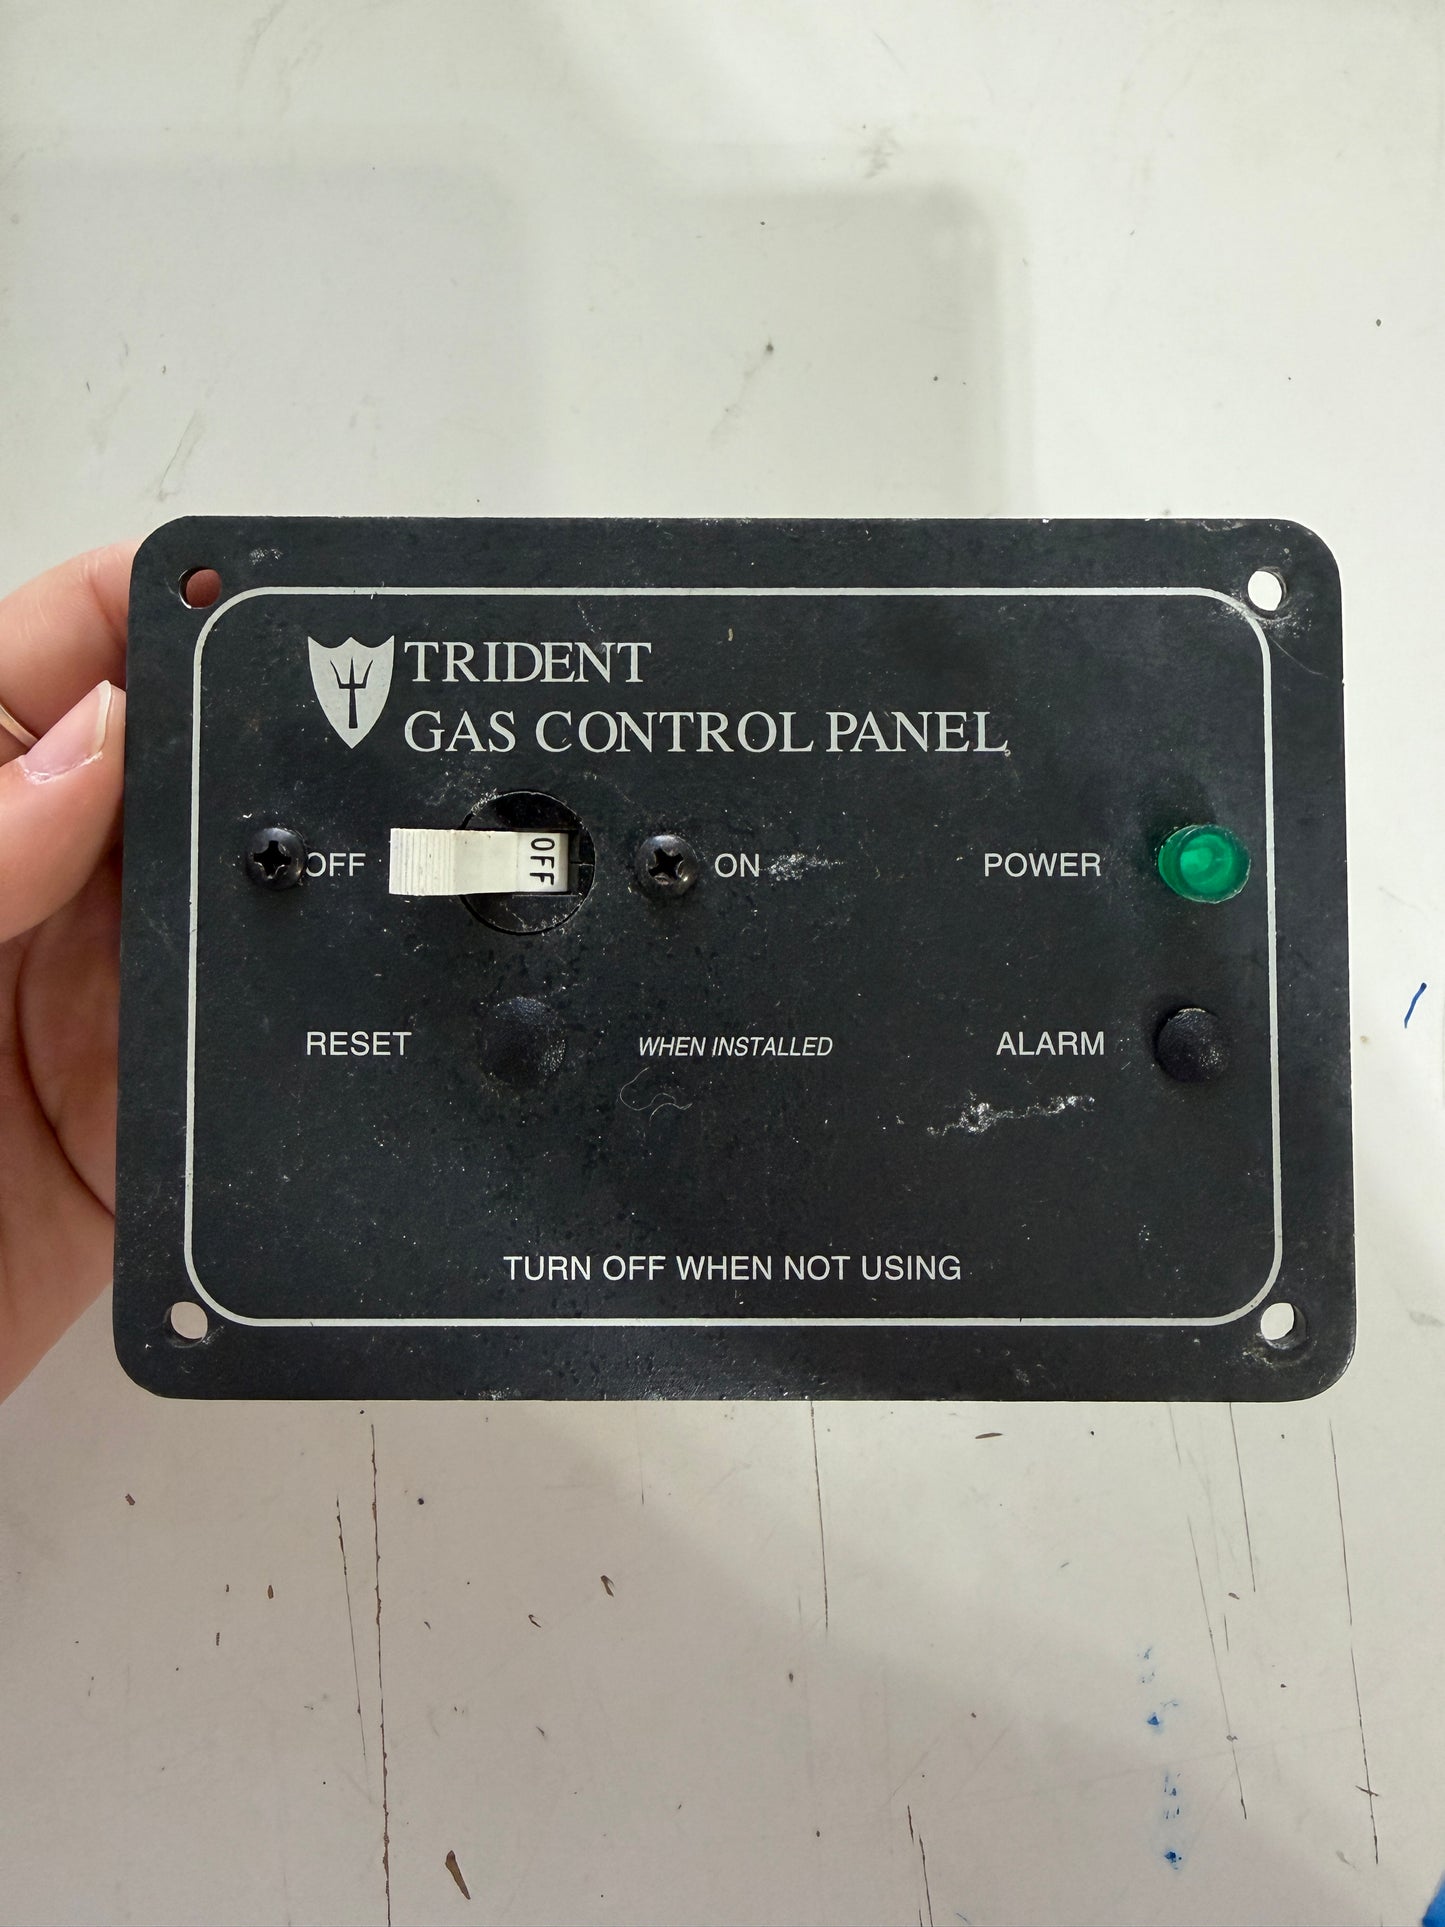 TRIDENT
GAS CONTROL PANEL
OFF OFF ON POWER
RESET WHEN INSTALLED ALARM
TURN OFF WHEN NOT USING